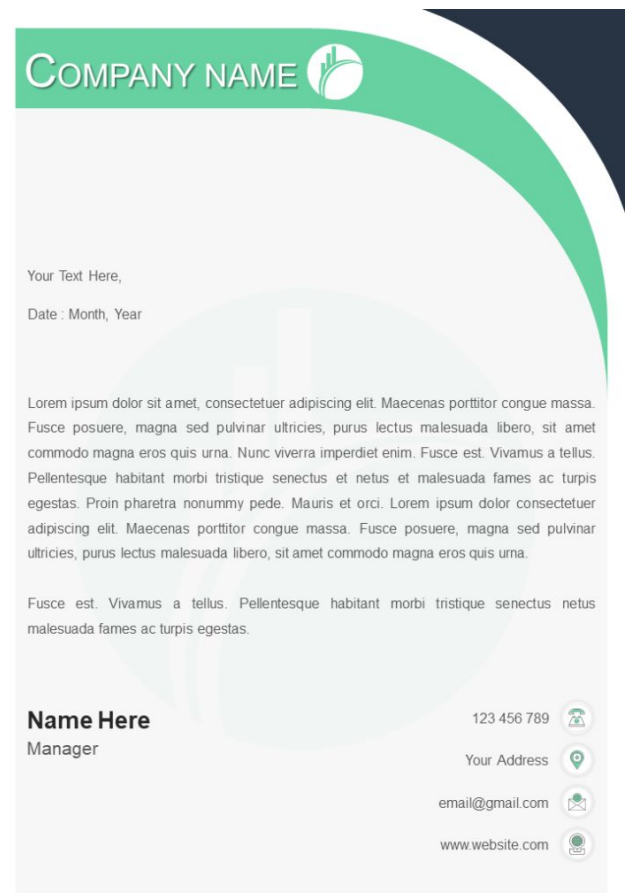 COMPANY NAME
Your Text Here,
Date : Month, Year
Lorem ipsum dolor sit amet, consectetuer adipiscing elit. Maecenas porttitor congue massa.
Fusce posuere, magna sed pulvinar ultricies, purus lectus malesuada libero, sit amet
commodo magna eros quis urna. Nunc viverra imperdiet enim. Fusce est. Vivamus a tellus.
Pellentesque habitant morbi tristique senectus et netus et malesuada fames ac turpis
egestas. Proin pharetra nonummy pede. Mauris et orci. Lorem ipsum dolor consectetuer
adipiscing elit. Maecenas porttitor congue massa. Fusce posuere, magna sed pulvinar
ultricies, purus lectus malesuada libero, sit amet commodo magna eros quis urna.
Fusce est. Vivamus a tellus. Pellentesque habitant morbi tristique senectus netus
malesuada fames ac turpis egestas.
Name Here
Manager
123 456 789
Your Address
email@gmail.com
www.website.com